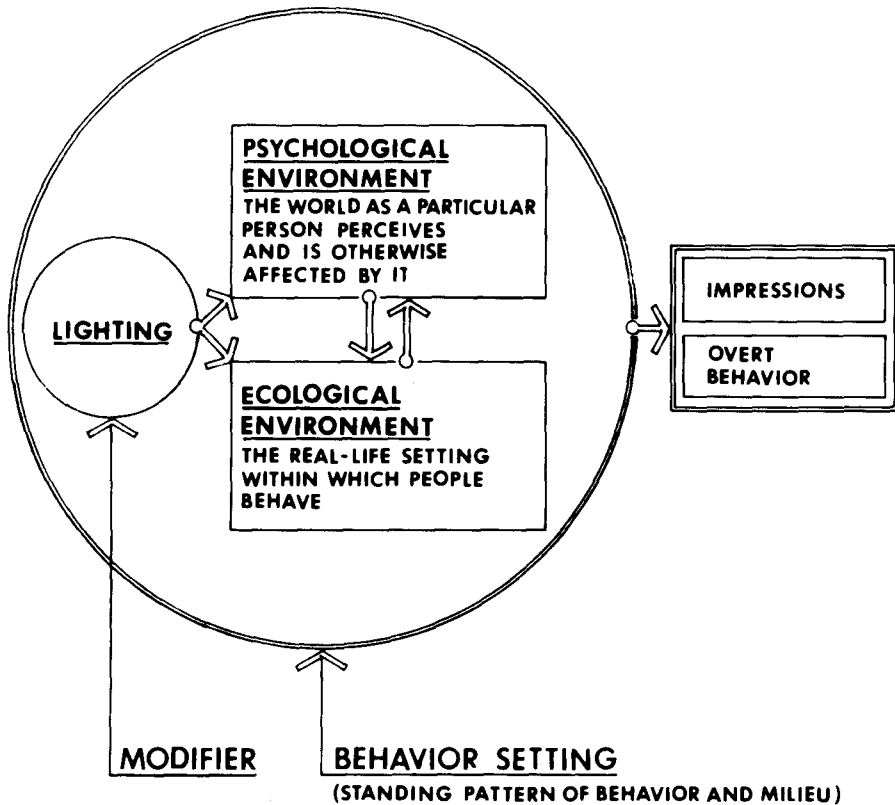 PSYCHOLOGICAL
ENVIRONMENT
THE WORLD AS A PARTICULAR
PERSON PERCEIVES
AND IS OTHERWISE
AFFECTED BY IT
LIGHTING
ECOLOGICAL
ENVIRONMENT
THE REAL-LIFE SETTING
WITHIN WHICH PEOPLE
BEHAVE
IMPRESSIONS
OVERT
BEHAVIOR
MODIFIER
BEHAVIOR SETTING
(STANDING PATTERN OF BEHAVIOR AND MILIEU)